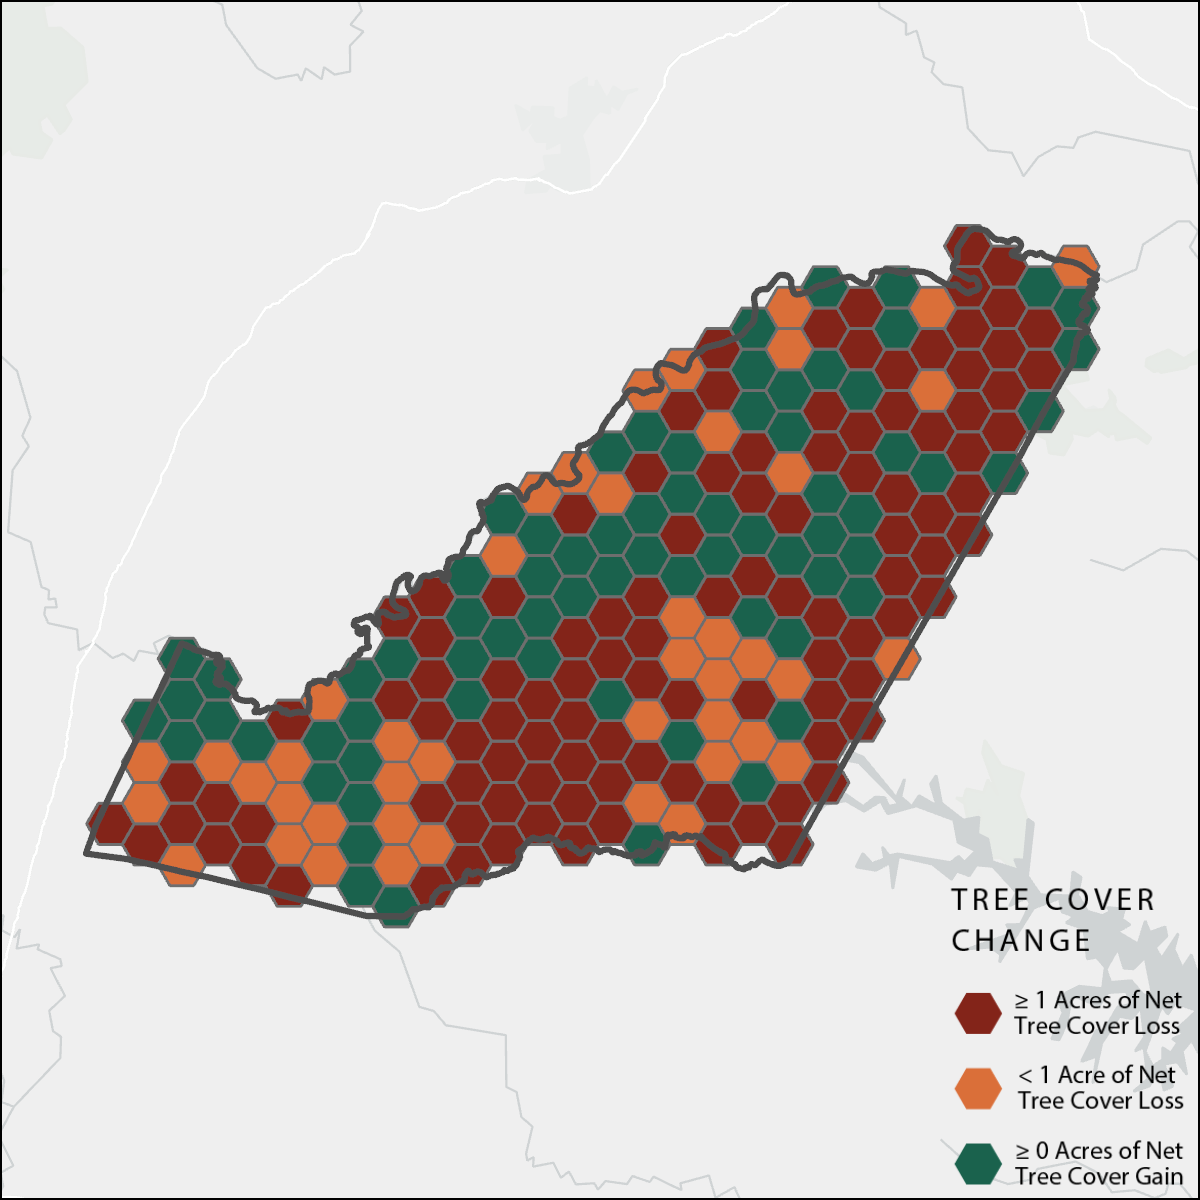 TREE COVER
CHANGE
≥ 1 Acres of Net
Tree Cover Loss
< 1 Acre of Net
Tree Cover Loss
≥ 0 Acres of Net
Tree Cover Gain